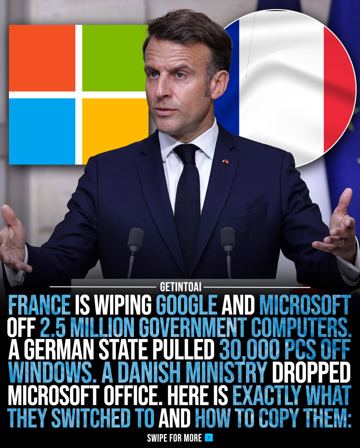 GETINTOAI
FRANCE IS WIPING GOOGLE AND MICROSOFT
OFF 2.5 MILLION GOVERNMENT COMPUTERS.
A GERMAN STATE PULLED 30,000 PCS OFF
WINDOWS. A DANISH MINISTRY DROPPED
MICROSOFT OFFICE. HERE IS EXACTLY WHAT
THEY SWITCHED TO AND HOW TO COPY THEM:
SWIPE FOR MORE